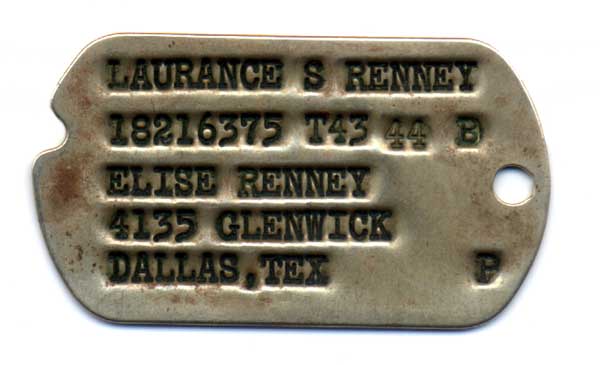 LAURANCE S RENNEY
18216375 T43 44 B
ELISE RENNEY
4135 GLENWICK
DALLAS,TEX P